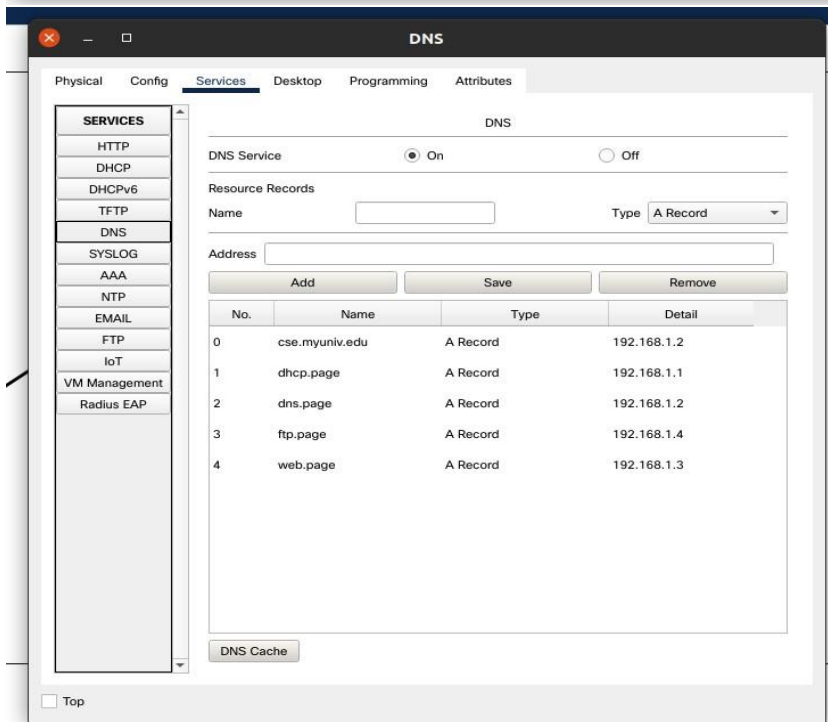 DNS
Physical Config Services Desktop Programming Attributes
SERVICES
HTTP
DHCP
DHCPv6
TFTP
DNS
SYSLOG
AAA
NTP
EMAIL
FTP
IoT
VM Management
Radius EAP
DNS
DNS Service On Off
Resource Records
Name Type A Record
Address
Add Save Remove
No. Name Type Detail
0 cse.myuniv.edu A Record 192.168.1.2
1 dhcp.page A Record 192.168.1.1
2 dns.page A Record 192.168.1.2
3 ftp.page A Record 192.168.1.4
4 web.page A Record 192.168.1.3
DNS Cache
Top